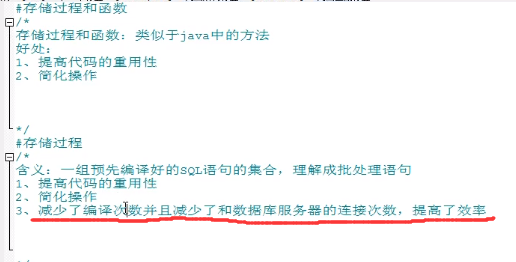 #存储过程和函数
/*
存储过程和函数：类似于java中的方法
好处：
1、提高代码的重用性
2、简化操作
*/
#存储过程
/*
含义：一组预先编译好的SQL语句的集合，理解成批处理语句
1、提高代码的重用性
2、简化操作
3、减少了编译次数并且减少了和数据库服务器的连接次数，提高了效率